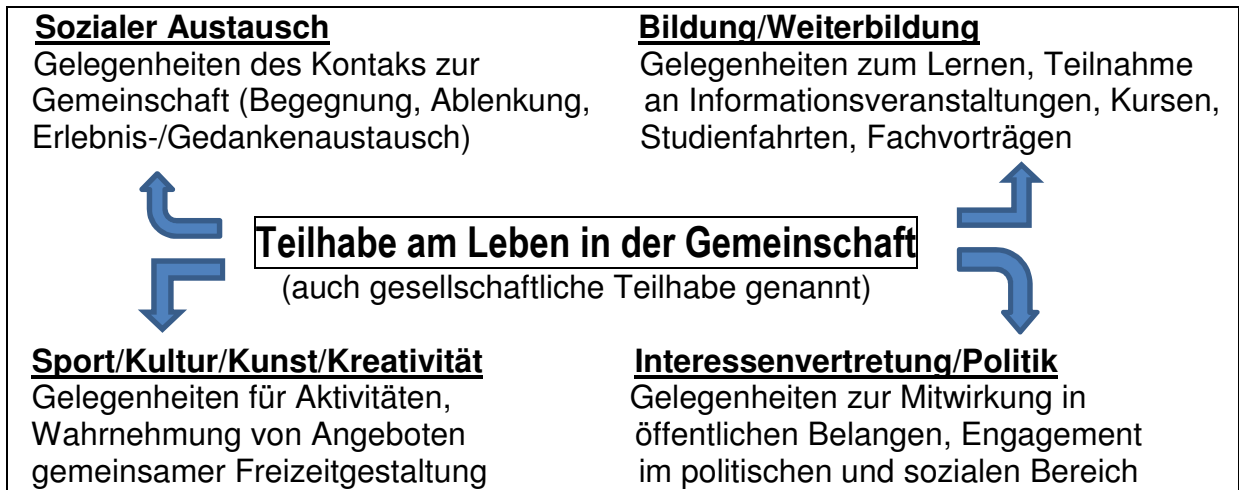 Sozialer Austausch
Gelegenheiten des Kontaks zur
Gemeinschaft (Begegnung, Ablenkung,
Erlebnis-/Gedankenaustausch)
Bildung/Weiterbildung
Gelegenheiten zum Lernen, Teilnahme
an Informationsveranstaltungen, Kursen,
Studienfahrten, Fachvorträgen
Teilhabe am Leben in der Gemeinschaft
(auch gesellschaftliche Teilhabe genannt)
Sport/Kultur/Kunst/Kreativität
Gelegenheiten für Aktivitäten,
Wahrnehmung von Angeboten
gemeinsamer Freizeitgestaltung
Interessenvertretung/Politik
Gelegenheiten zur Mitwirkung in
öffentlichen Belangen, Engagement
im politischen und sozialen Bereich